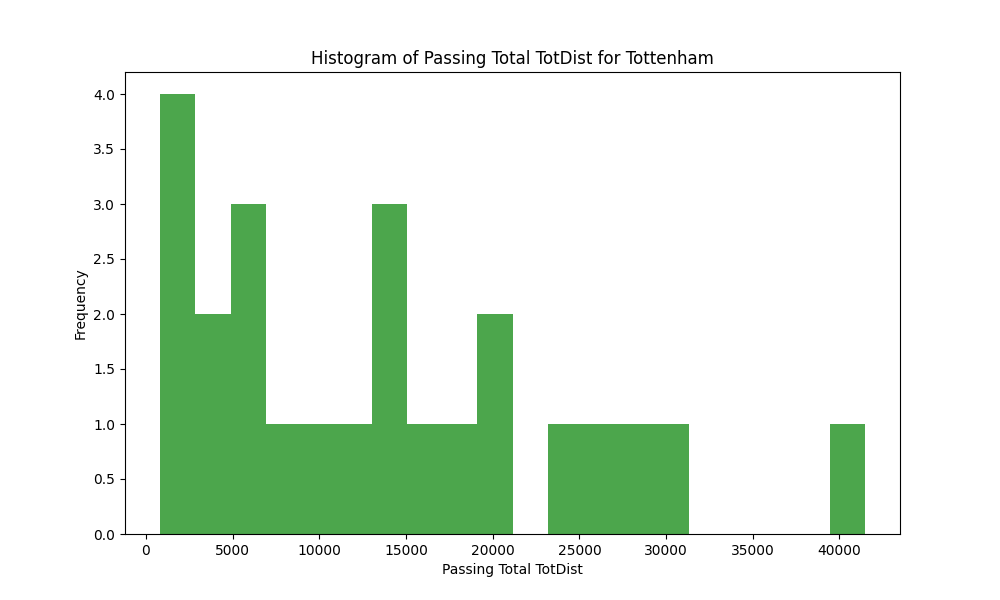 Histogram of Passing Total TotDist for Tottenham
Frequency
4.0
3.5
3.0
2.5
2.0
1.5
1.0
0.5
0.0
0 5000 10000 15000 20000 25000 30000 35000 40000
Passing Total TotDist